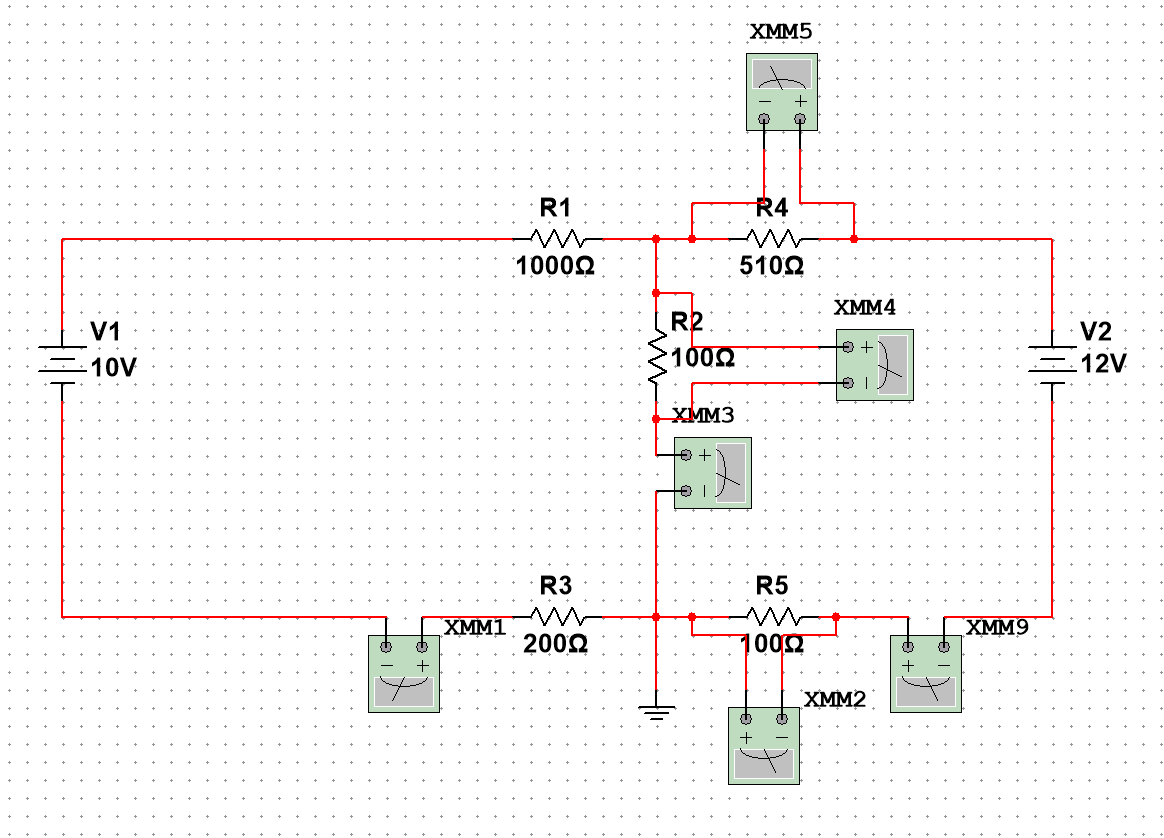 XMM5
R1
R4
1000Ω
510Ω
XMM4
V1
10V
R2
100Ω
V2
12V
XMM3
R3
R5
XMM1
XMM9
200Ω
100Ω
XMM2